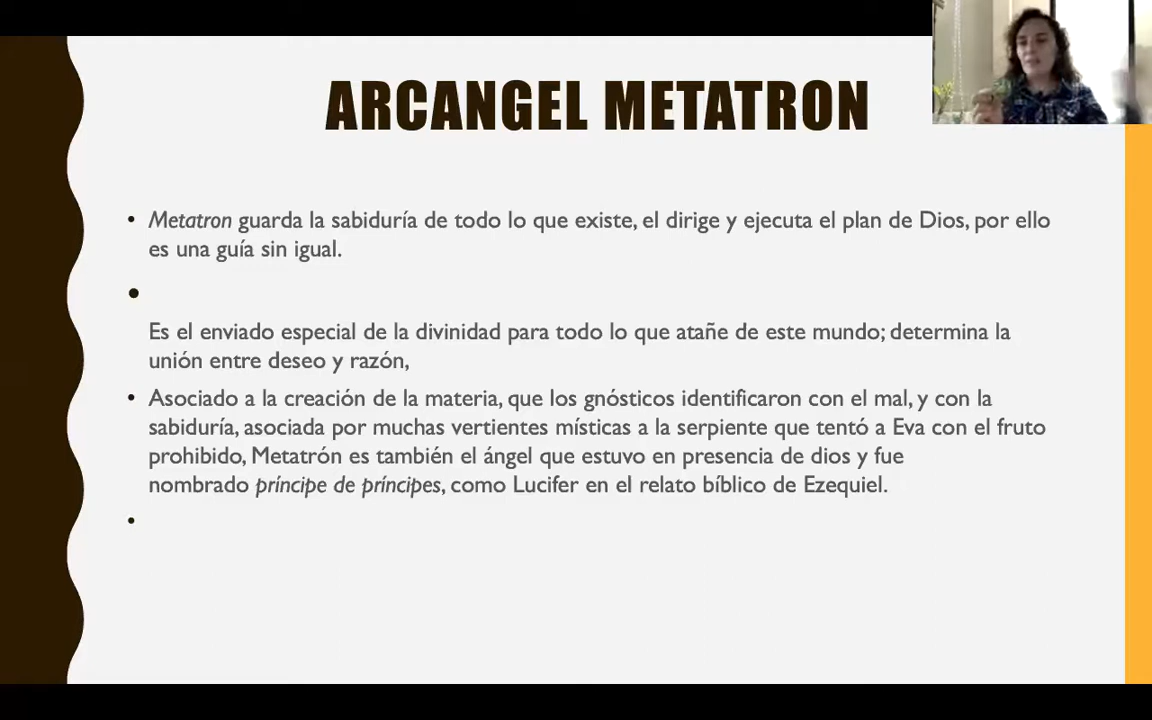 ARCANGEL METATRON
• Metatron guarda la sabiduría de todo lo que existe, el dirige y ejecuta el plan de Dios, por ello
es una guía sin igual.
•
Es el enviado especial de la divinidad para todo lo que atañe de este mundo; determina la
unión entre deseo y razón,
• Asociado a la creación de la materia, que los gnósticos identificaron con el mal, y con la
sabiduría, asociada por muchas vertientes místicas a la serpiente que tentó a Eva con el fruto
prohibido, Metatrón es también el ángel que estuvo en presencia de dios y fue
nombrado príncipe de príncipes, como Lucifer en el relato bíblico de Ezequiel.
•